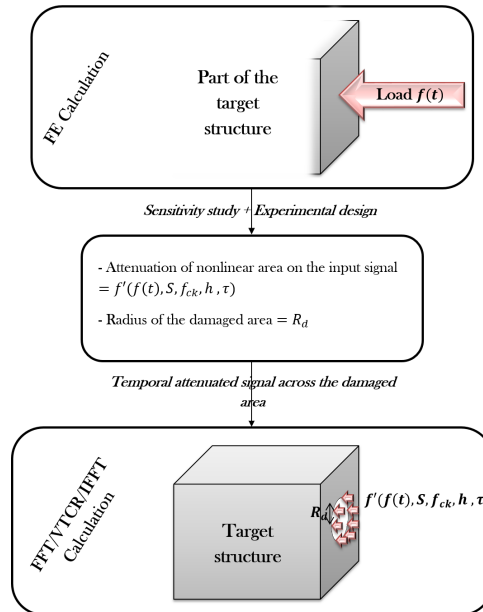 FE Calculation
Part of the
target
structure
Load f(t)
Sensitivity study + Experimental design
- Attenuation of nonlinear area on the input signal
= f′(f(t), S, f_ck, h , τ)
- Radius of the damaged area = R_d
Temporal attenuated signal across the damaged
area
FFT/VTCR/IFFT
Calculation
Target
structure
R_d
f′(f(t), S, f_ck, h , τ